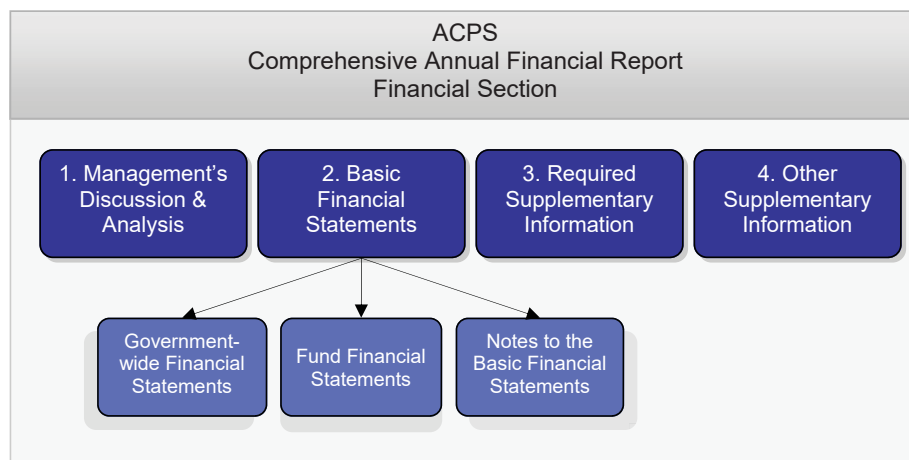 ACPS
Comprehensive Annual Financial Report
Financial Section
1. Management’s
Discussion &
Analysis
2. Basic
Financial
Statements
3. Required
Supplementary
Information
4. Other
Supplementary
Information
Government-
wide Financial
Statements
Fund Financial
Statements
Notes to the
Basic Financial
Statements